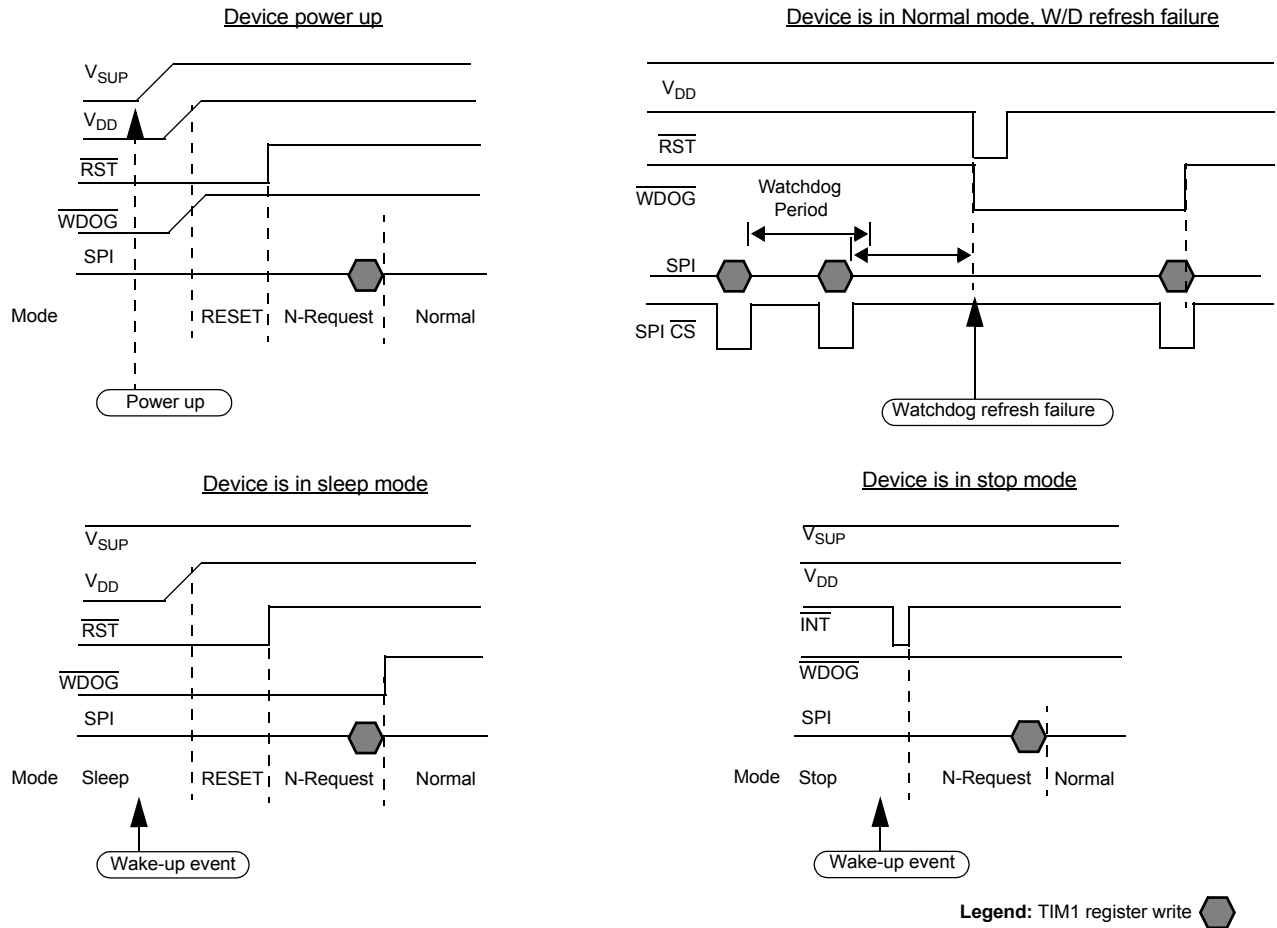 Device power up
VSUP
VDD
RST
WDOG
SPI
Mode RESET N-Request Normal
Power up
Device is in Normal mode, W/D refresh failure
VDD
RST
WDOG
Watchdog
Period
SPI
SPI CS
Watchdog refresh failure
Device is in sleep mode
VSUP
VDD
RST
WDOG
SPI
Mode Sleep RESET N-Request Normal
Wake-up event
Device is in stop mode
VSUP
VDD
INT
WDOG
SPI
Mode Stop N-Request Normal
Wake-up event
Legend: TIM1 register write